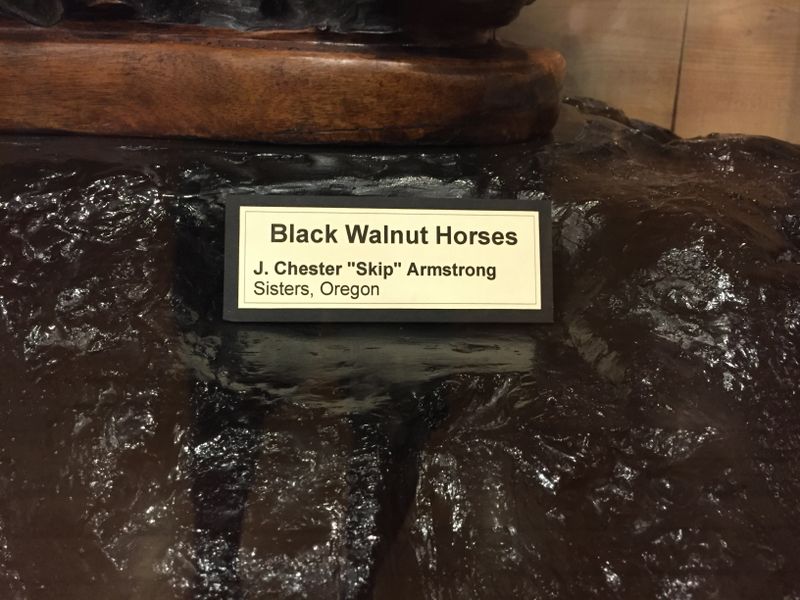 Black Walnut Horses
J. Chester "Skip" Armstrong
Sisters, Oregon